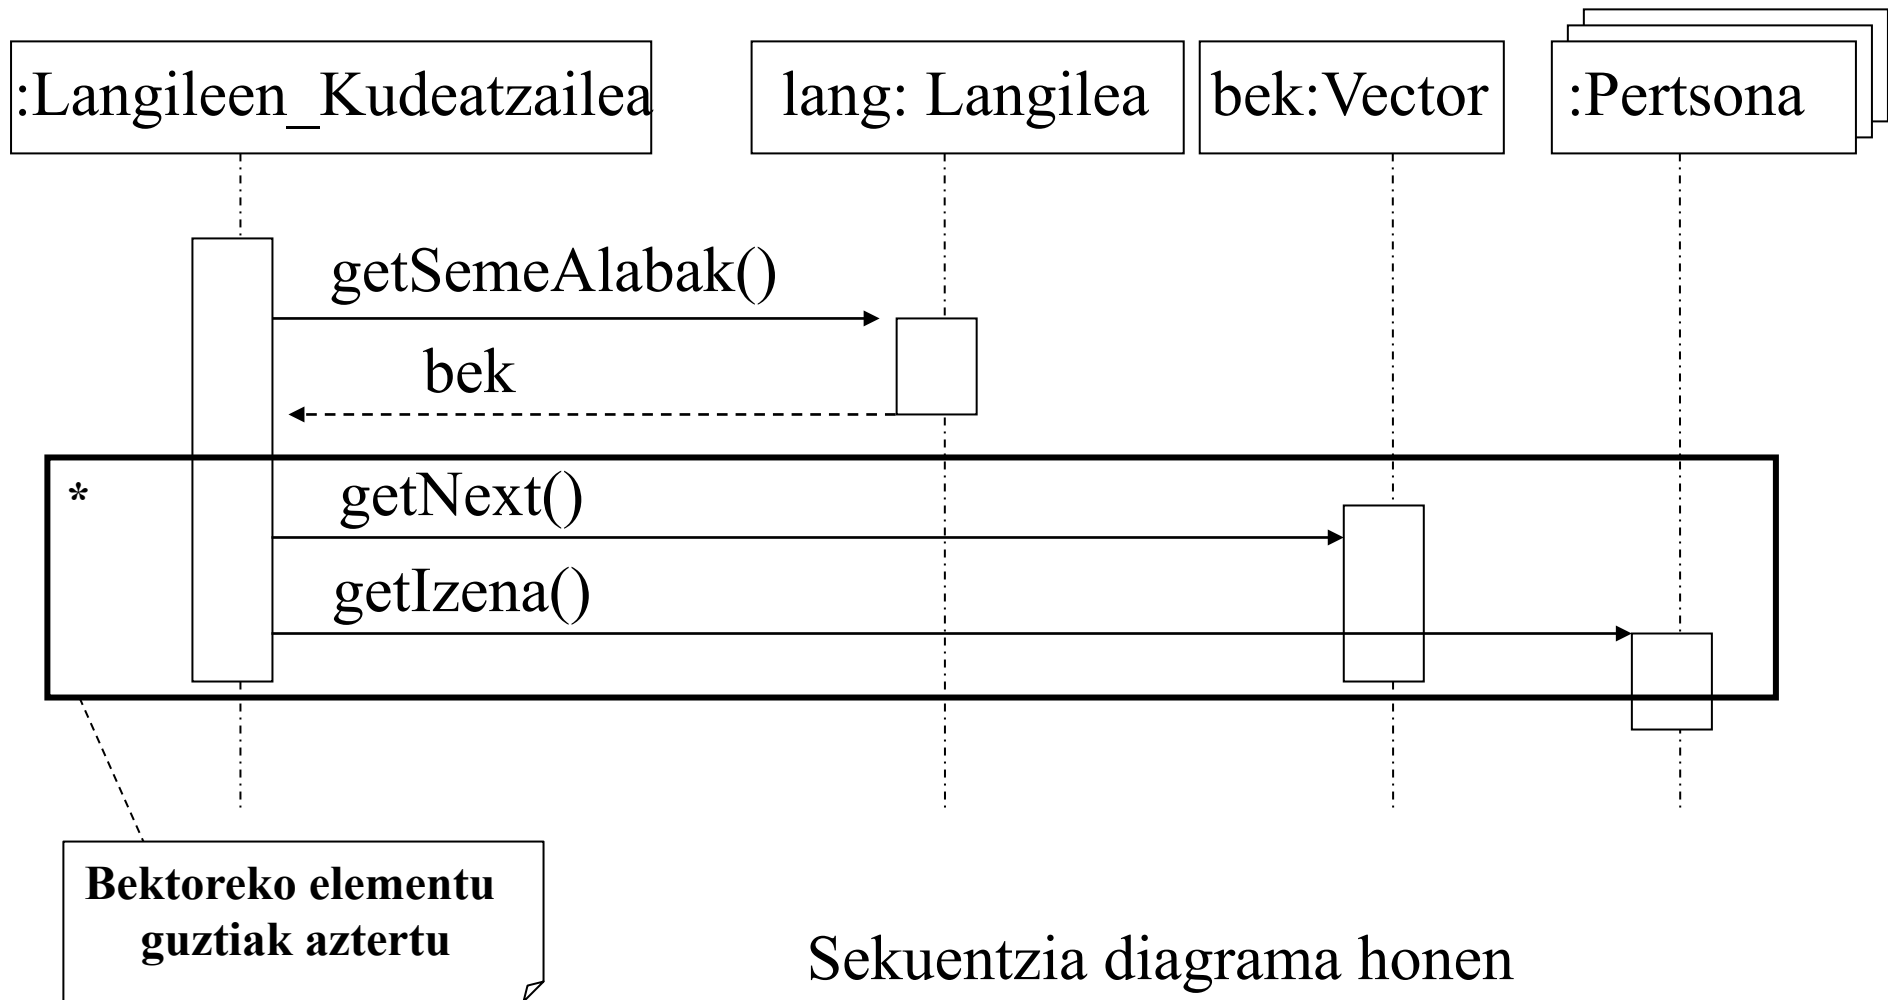 :Langileen_Kudeatzailea
lang: Langilea
bek:Vector
:Pertsona
getSemeAlabak()
bek
*
getNext()
getIzena()
Bektoreko elementu
guztiak aztertu
Sekuentzia diagrama honen